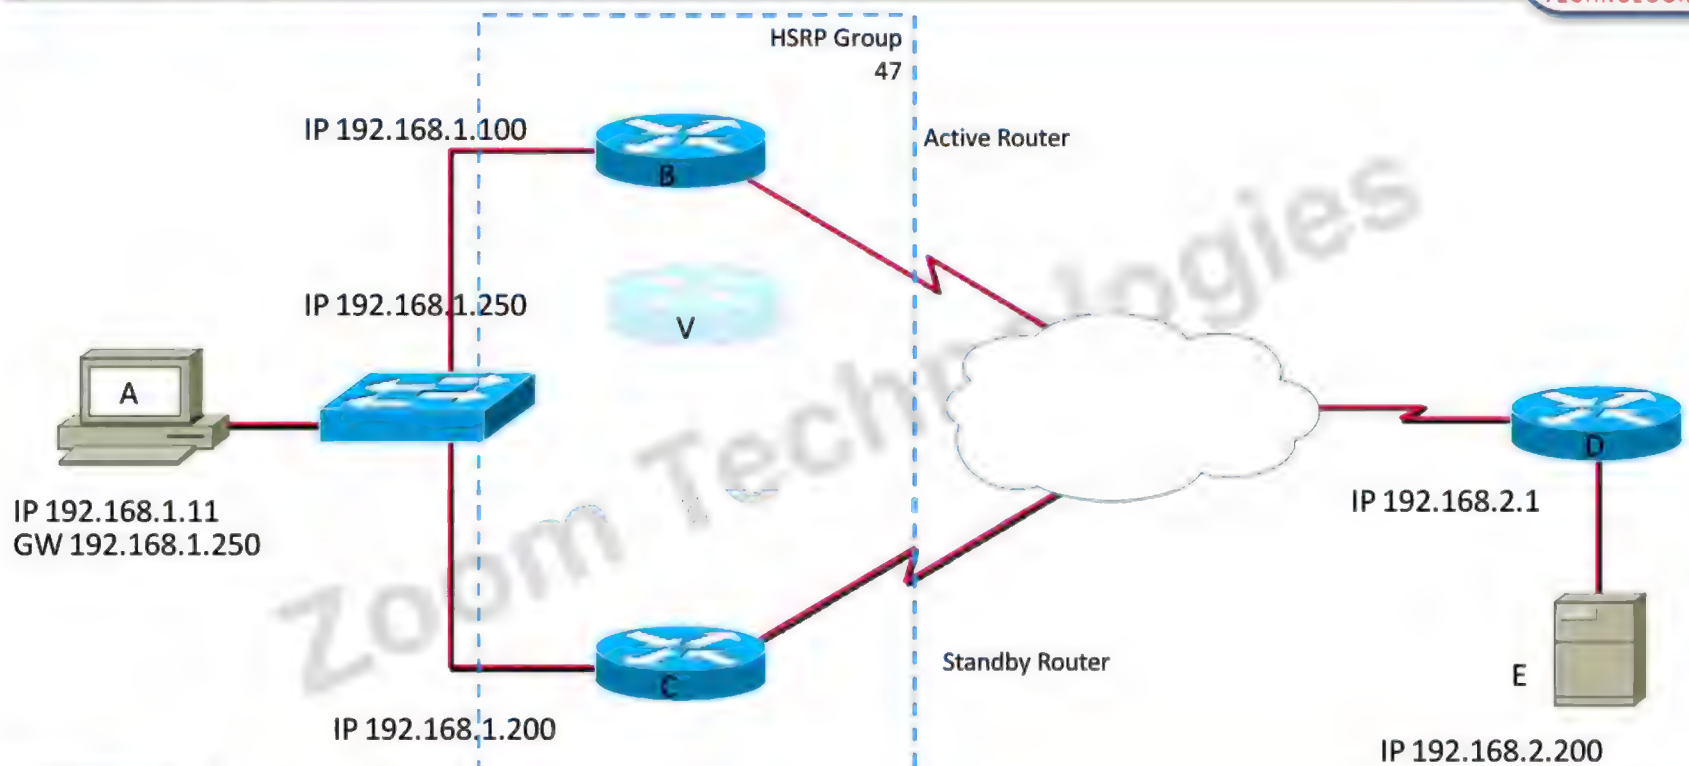 HSRP Group
47
IP 192.168.1.100
B
Active Router
IP 192.168.1.250
V
A
IP 192.168.1.11
GW 192.168.1.250
D
IP 192.168.2.1
C
Standby Router
E
IP 192.168.1.200
IP 192.168.2.200
Zoom Technologies